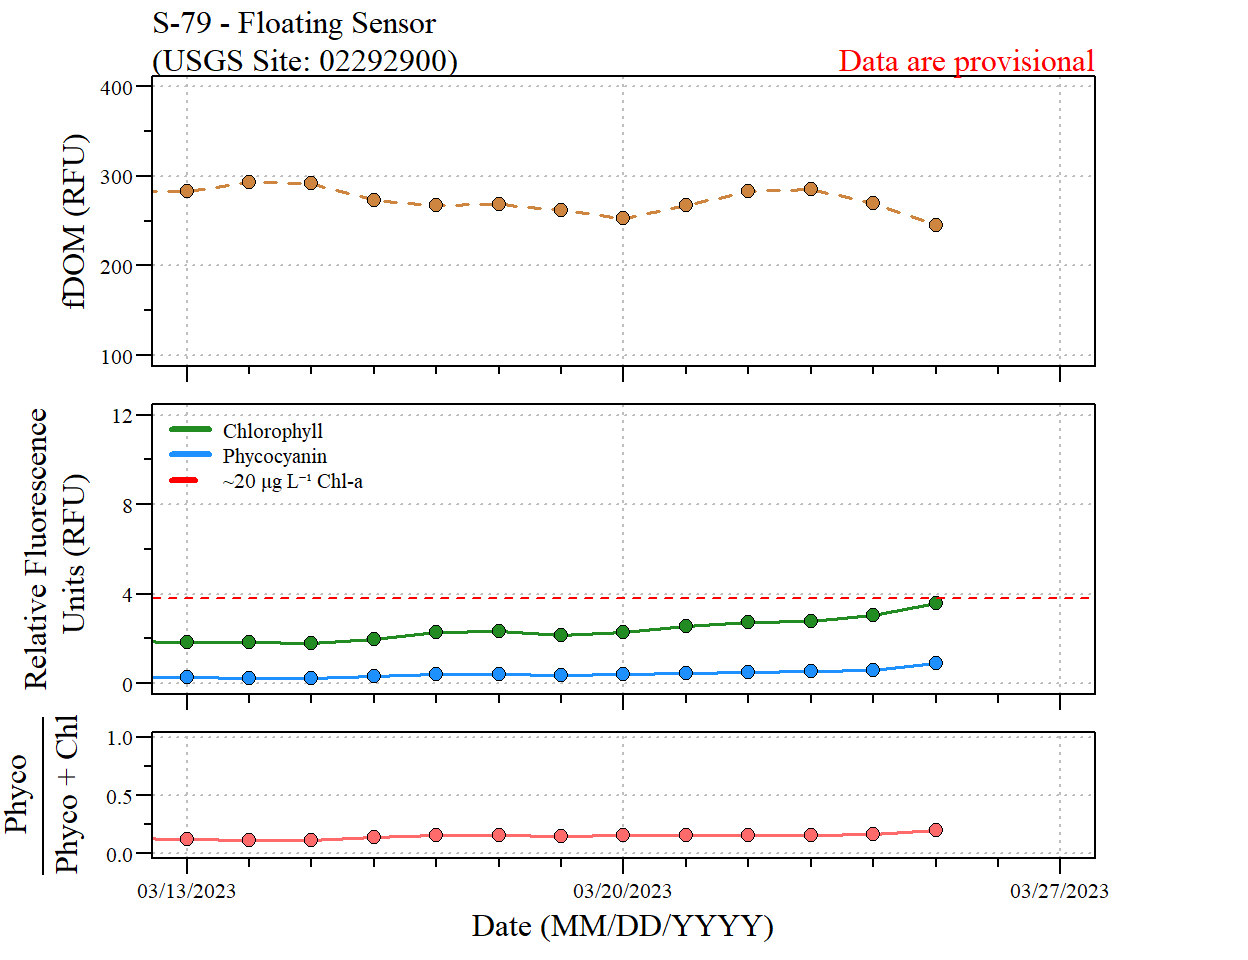 S-79 - Floating Sensor
(USGS Site: 02292900)
Data are provisional
400
300
200
100
fDOM (RFU)
12
8
4
0
Relative Fluorescence
Units (RFU)
Chlorophyll
Phycocyanin
~20 μg L⁻¹ Chl-a
1.0
0.5
0.0
Phyco
Phyco + Chl
03/13/2023
03/20/2023
03/27/2023
Date (MM/DD/YYYY)